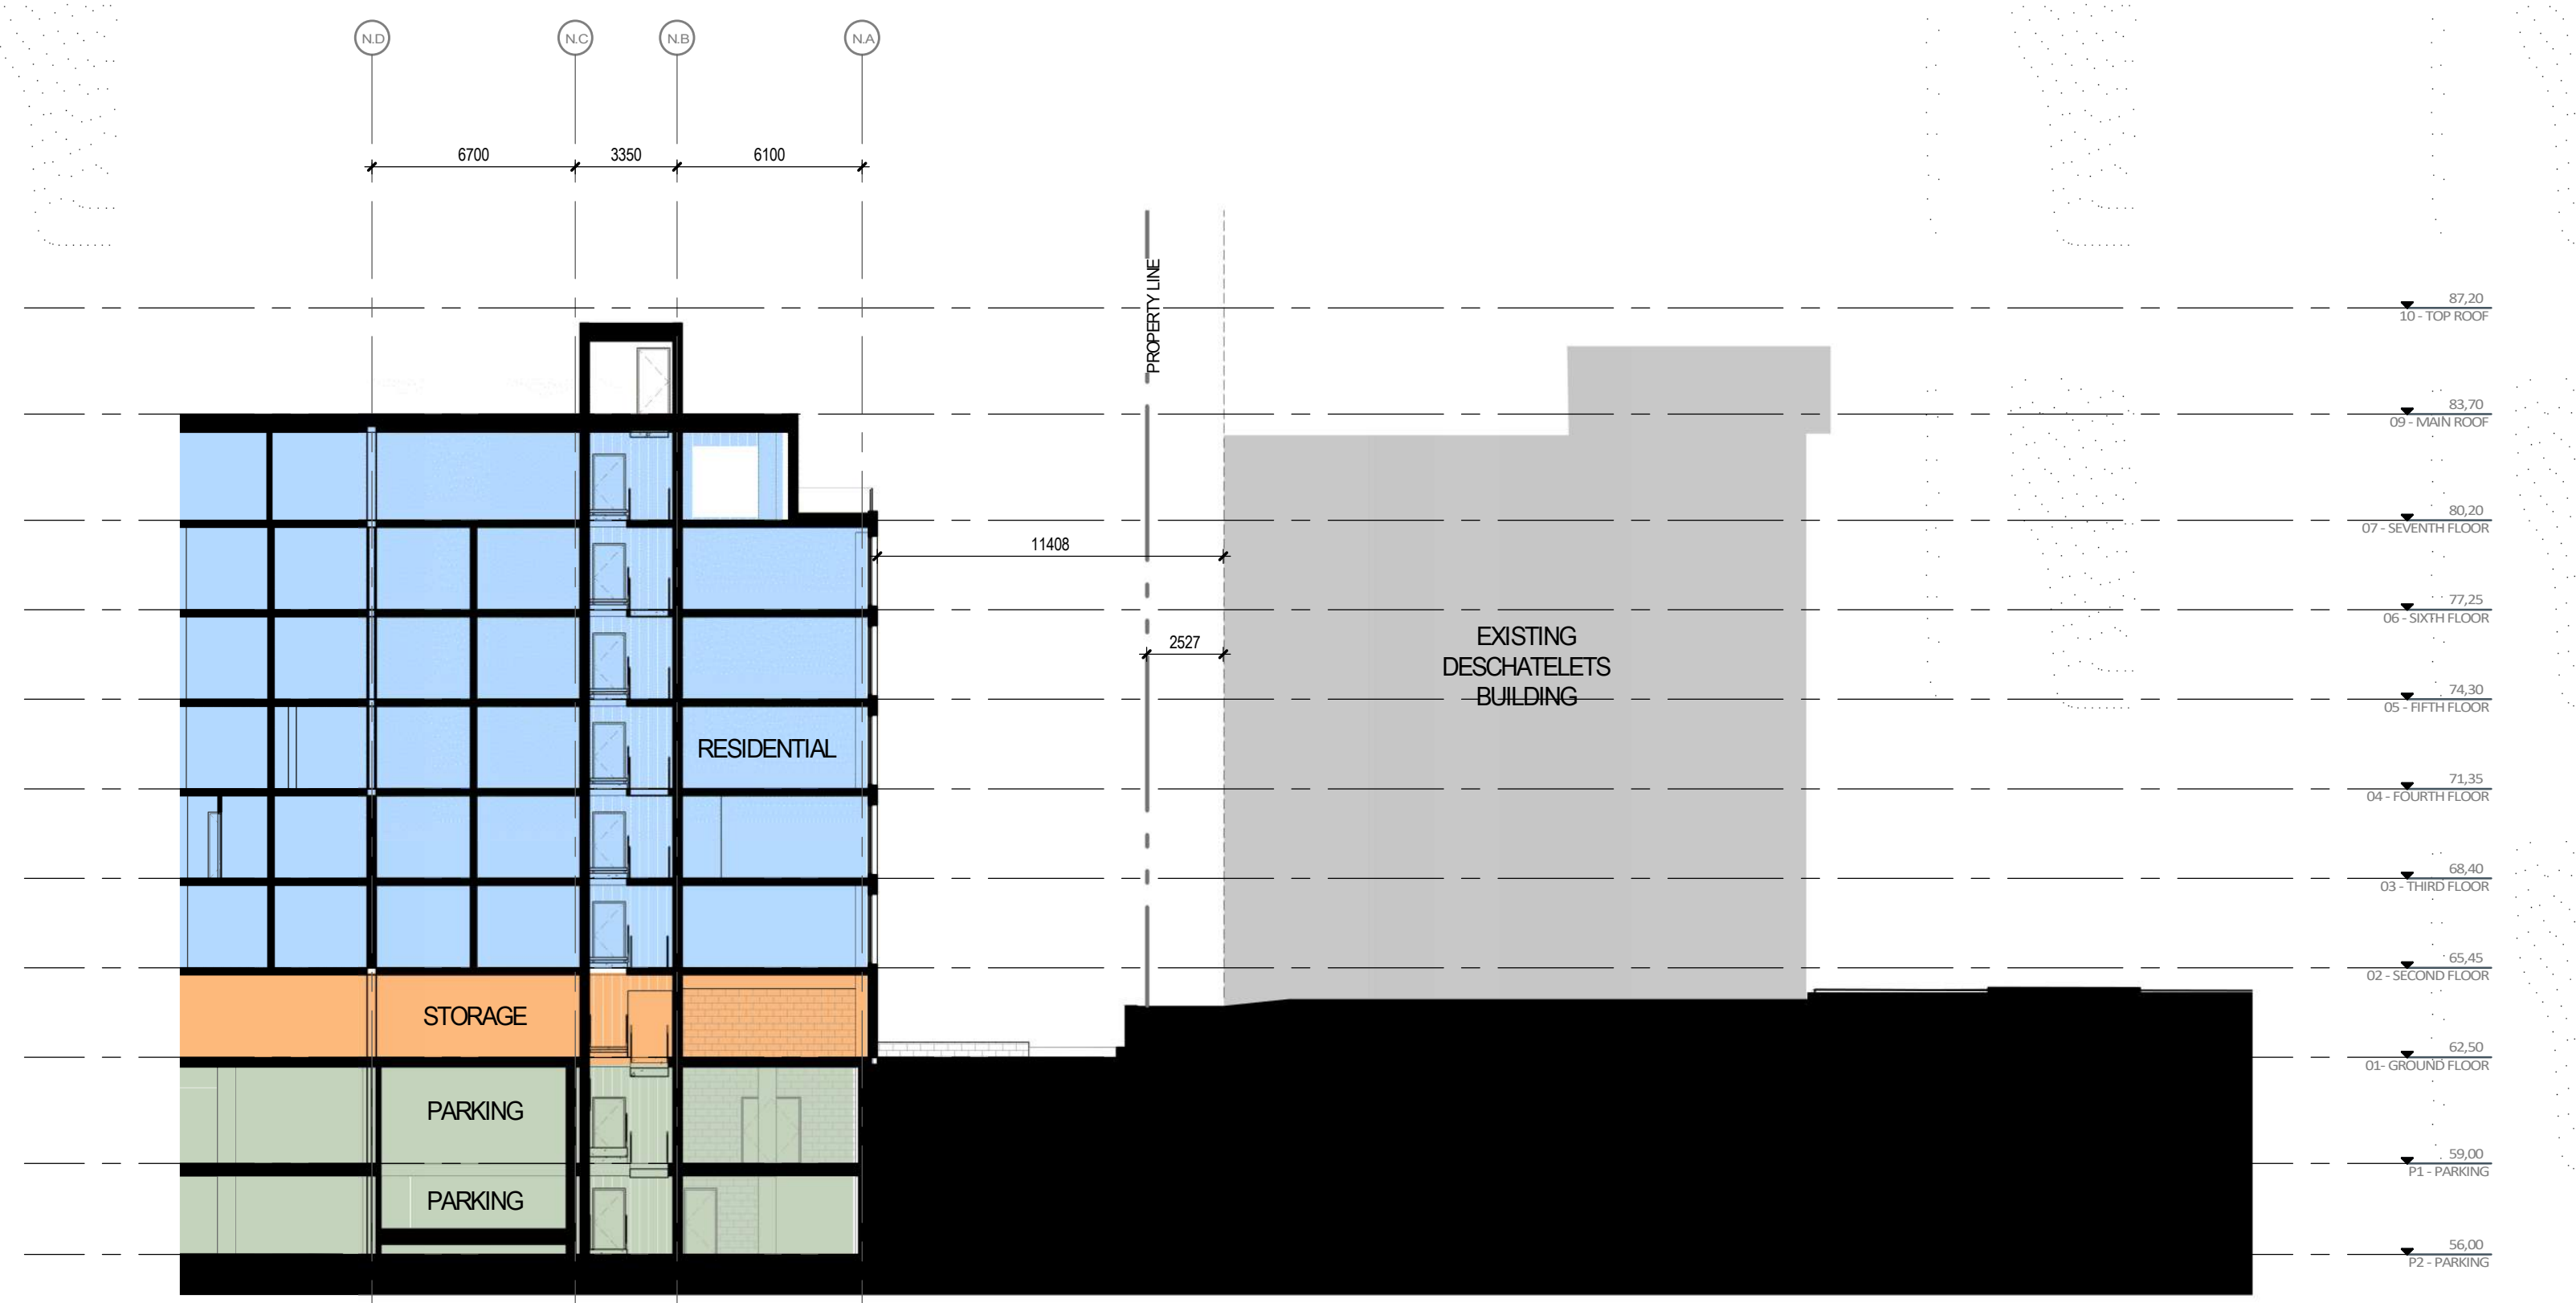 N.D
N.C
N.B
N.A
6700
3350
6100
PROPERTY LINE
87,20
10 - TOP ROOF
83,70
09 - MAIN ROOF
80,20
07 - SEVENTH FLOOR
11408
77,25
06 - SIXTH FLOOR
2527
EXISTING
DESCHATELETS
BUILDING
74,30
05 - FIFTH FLOOR
RESIDENTIAL
71,35
04 - FOURTH FLOOR
68,40
03 - THIRD FLOOR
65,45
02 - SECOND FLOOR
STORAGE
62,50
01- GROUND FLOOR
PARKING
59,00
P1 - PARKING
PARKING
56,00
P2 - PARKING